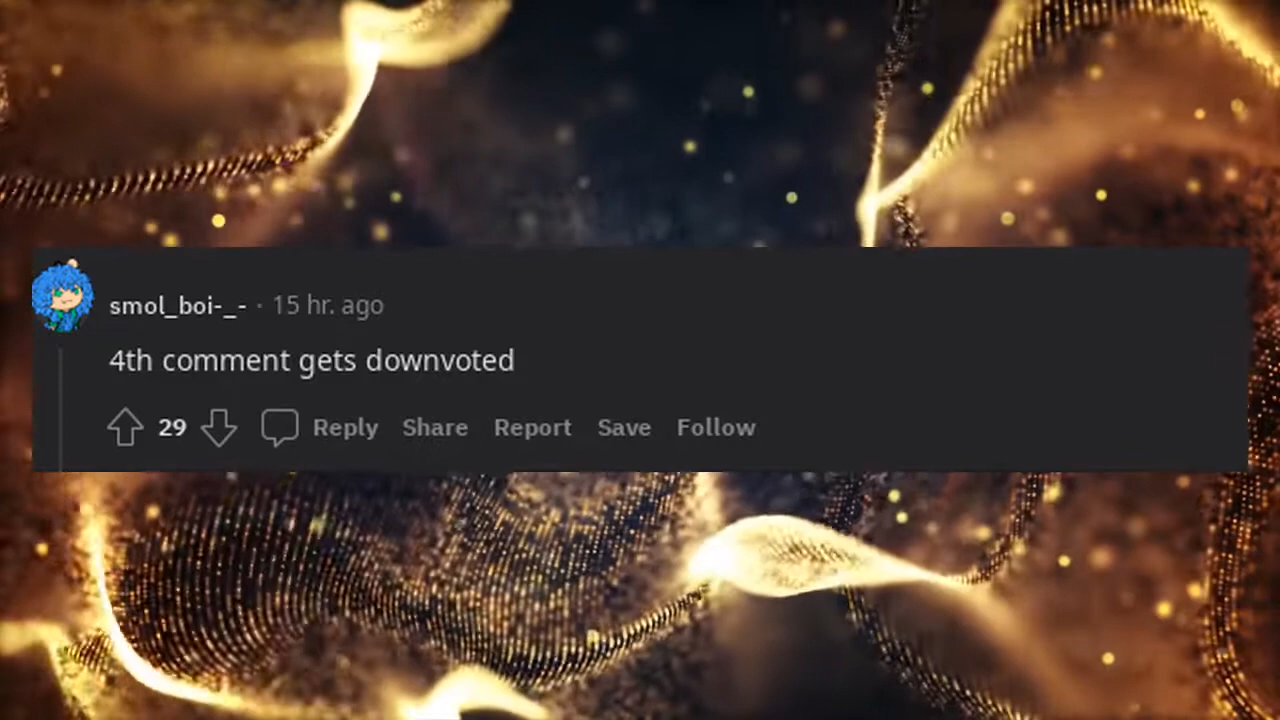 smol_boi-_- · 15 hr. ago
4th comment gets downvoted
29 Reply Share Report Save Follow